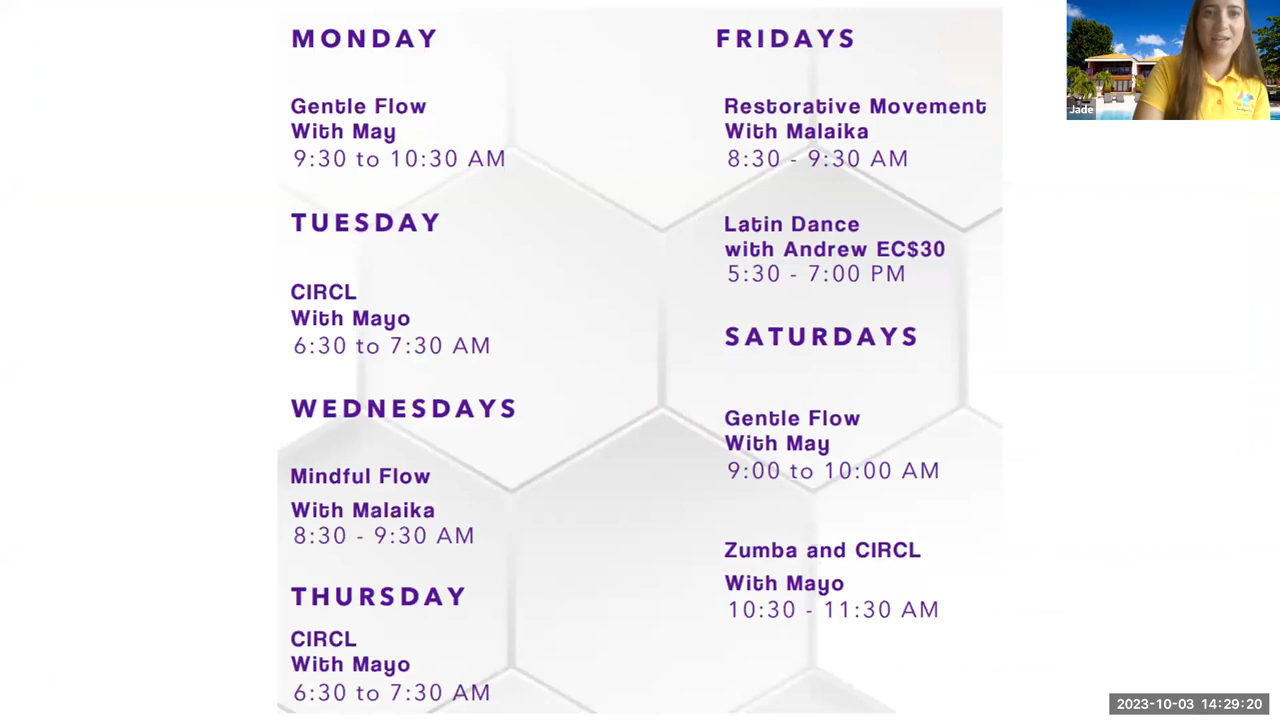 MONDAY
Gentle Flow
With May
9:30 to 10:30 AM
TUESDAY
CIRCL
With Mayo
6:30 to 7:30 AM
WEDNESDAYS
Mindful Flow
With Malaika
8:30 - 9:30 AM
THURSDAY
CIRCL
With Mayo
6:30 to 7:30 AM
FRIDAYS
Restorative Movement
With Malaika
8:30 - 9:30 AM
Latin Dance
with Andrew EC$30
5:30 - 7:00 PM
SATURDAYS
Gentle Flow
With May
9:00 to 10:00 AM
Zumba and CIRCL
With Mayo
10:30 - 11:30 AM
Jade
2023-10-03 14:29:20